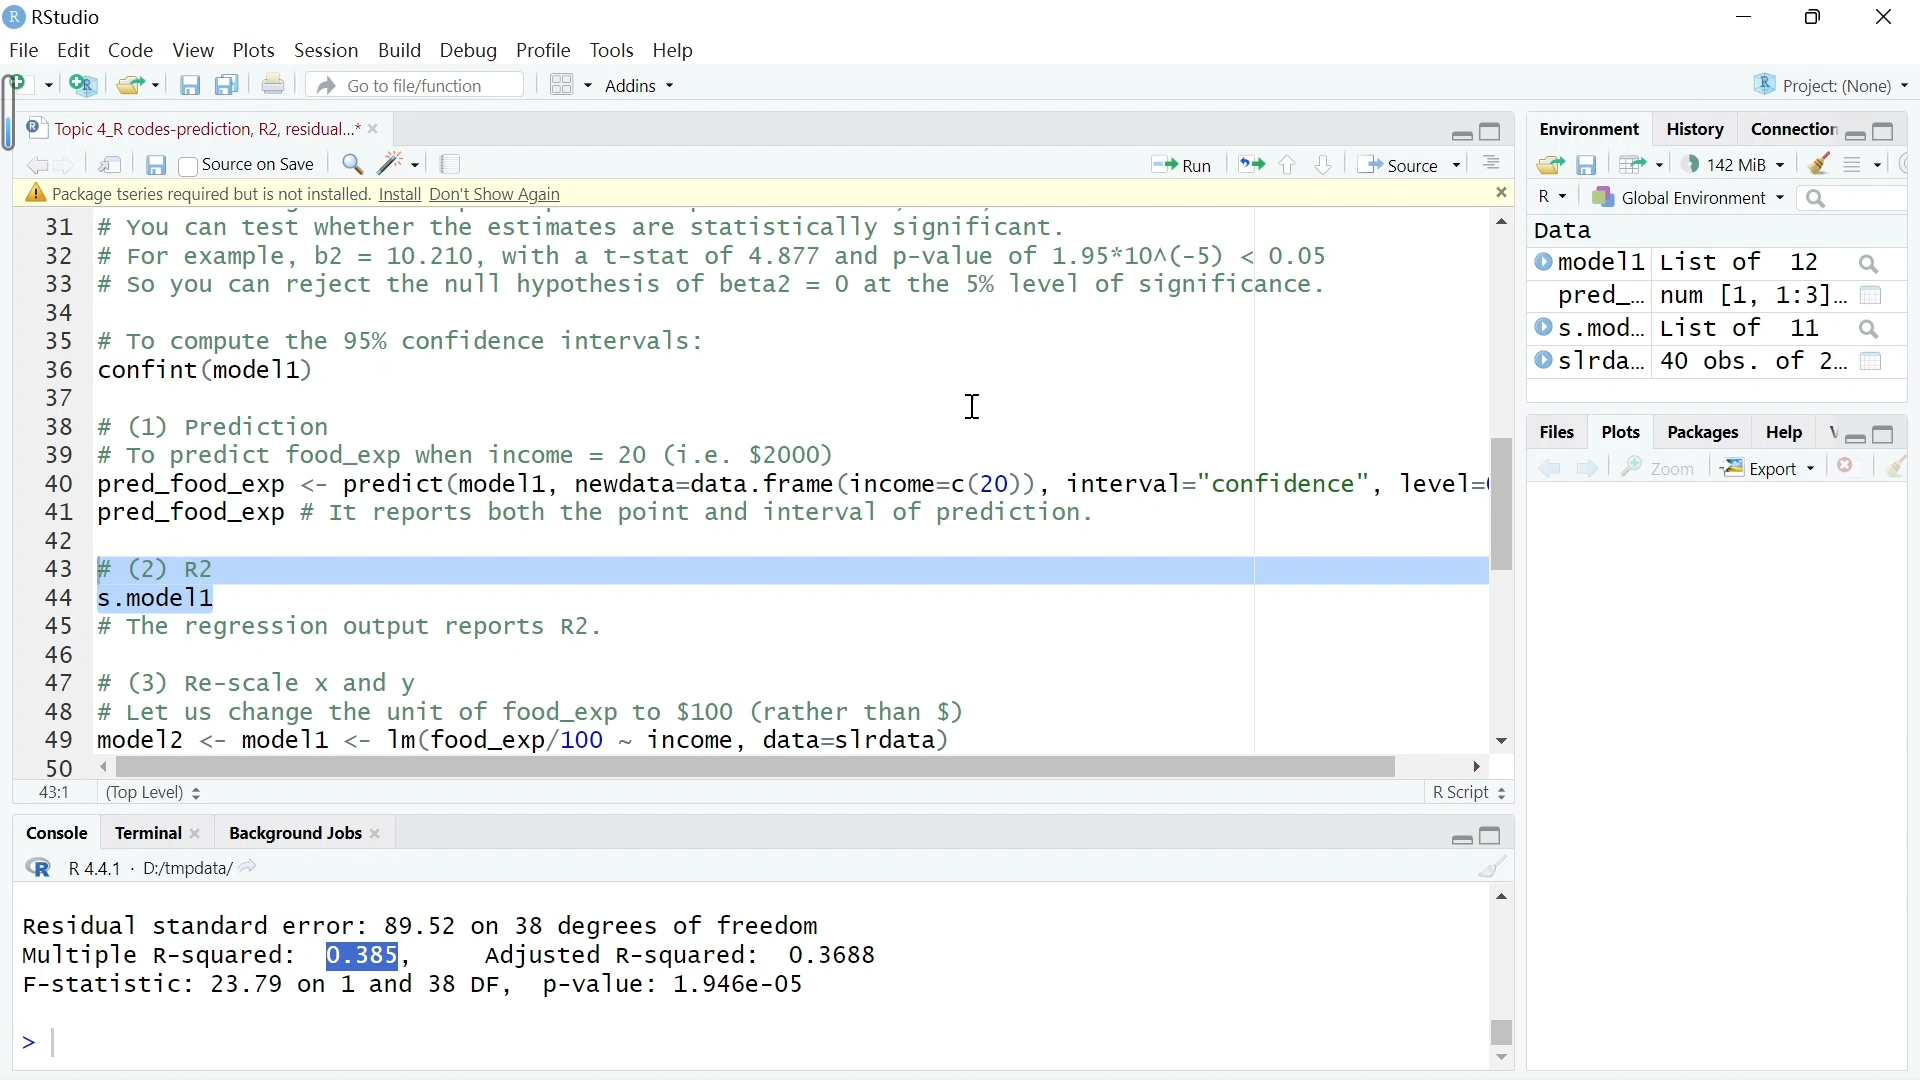 RStudio
File Edit Code View Plots Session Build Debug Profile Tools Help
Go to file/function Addins Project: (None)
Topic 4_R codes-prediction, R2, residual...*
Source on Save Run Source
Package tseries required but is not installed. Install Don't Show Again
31 # You can test whether the estimates are statistically significant.
32 # For example, b2 = 10.210, with a t-stat of 4.877 and p-value of 1.95*10^(-5) < 0.05
33 # So you can reject the null hypothesis of beta2 = 0 at the 5% level of significance.
34
35 # To compute the 95% confidence intervals:
36 confint(model1)
37
38 # (1) Prediction
39 # To predict food_exp when income = 20 (i.e. $2000)
40 pred_food_exp <- predict(model1, newdata=data.frame(income=c(20)), interval="confidence", level=
41 pred_food_exp # It reports both the point and interval of prediction.
42
43 # (2) R2
44 s.model1
45 # The regression output reports R2.
46
47 # (3) Re-scale x and y
48 # Let us change the unit of food_exp to $100 (rather than $)
49 model2 <- model1 <- lm(food_exp/100 ~ income, data=slrdata)
50
43:1 (Top Level) R Script
Console Terminal Background Jobs
R 4.4.1 · D:/tmpdata/
Residual standard error: 89.52 on 38 degrees of freedom
Multiple R-squared: 0.385, Adjusted R-squared: 0.3688
F-statistic: 23.79 on 1 and 38 DF, p-value: 1.946e-05
>
Environment History Connection
142 MiB
R Global Environment
Data
model1 List of 12
pred_... num [1, 1:3]...
s.mod... List of 11
slrda... 40 obs. of 2...
Files Plots Packages Help
Zoom Export